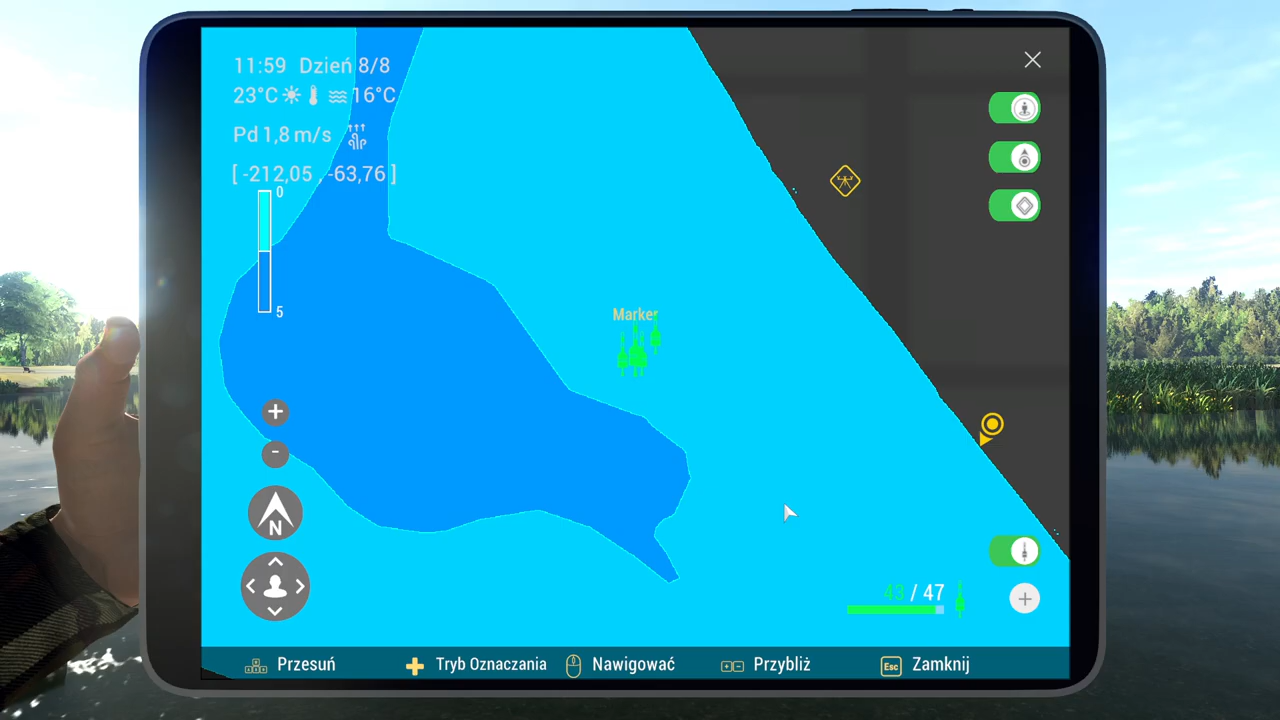 11:59 Dzień 8/8
23°C 16°C
Pd 1,8 m/s
[ -212,05 , -63,76 ]
0
5
Marker
+
-
N
43 / 47
+
Przesuń
Tryb Oznaczania
Nawigować
Przybliż
Esc
Zamknij